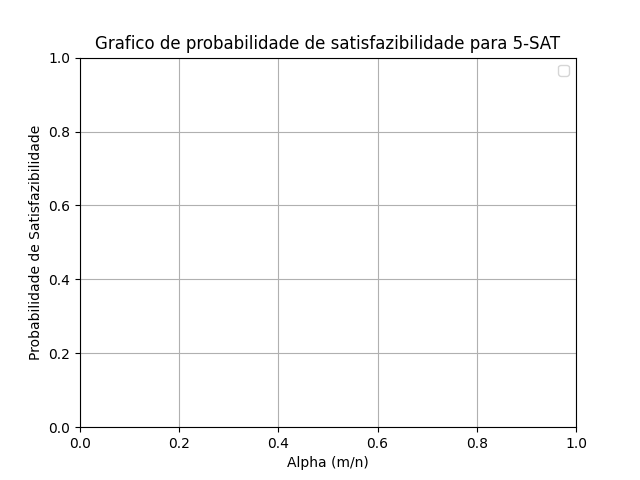 Grafico de probabilidade de satisfazibilidade para 5-SAT
1.0
0.8
0.6
0.4
0.2
0.0
Probabilidade de Satisfazibilidade
0.0 0.2 0.4 0.6 0.8 1.0
Alpha (m/n)